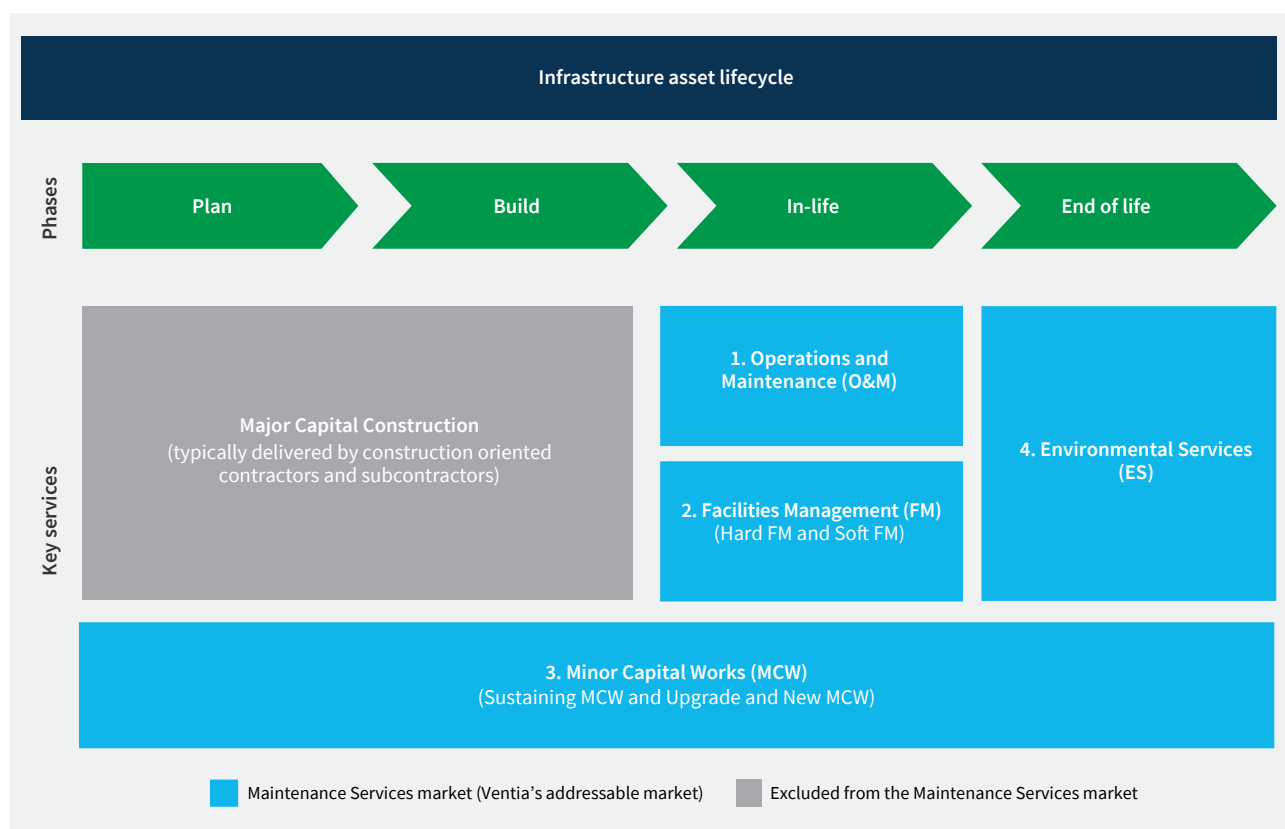 Infrastructure asset lifecycle
Phases
Plan
Build
In-life
End of life
Key services
Major Capital Construction
(typically delivered by construction oriented
contractors and subcontractors)
1. Operations and
Maintenance (O&M)
2. Facilities Management (FM)
(Hard FM and Soft FM)
4. Environmental Services
(ES)
3. Minor Capital Works (MCW)
(Sustaining MCW and Upgrade and New MCW)
Maintenance Services market (Ventia’s addressable market)
Excluded from the Maintenance Services market